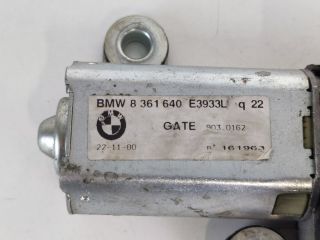 BMW 8 361 640 E3933L q 22
BMW
GATE 903.0162
22-11-00 n° 161963